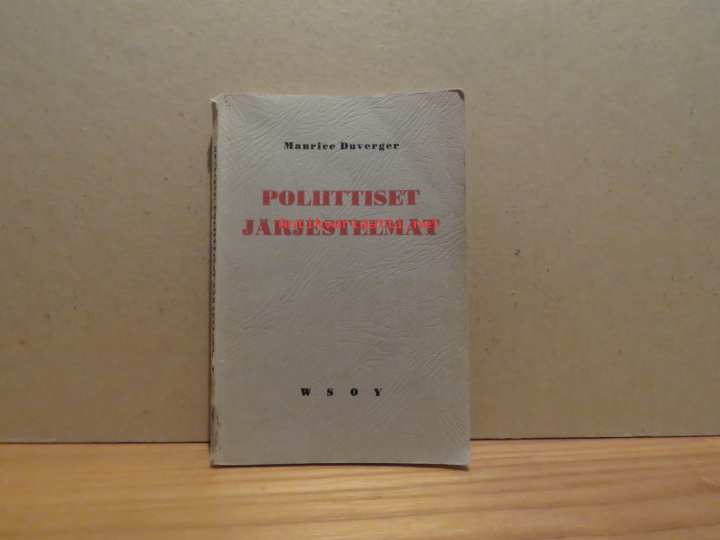 Maurice Duverger
POLIITTISET
JÄRJESTELMÄT
W S O Y